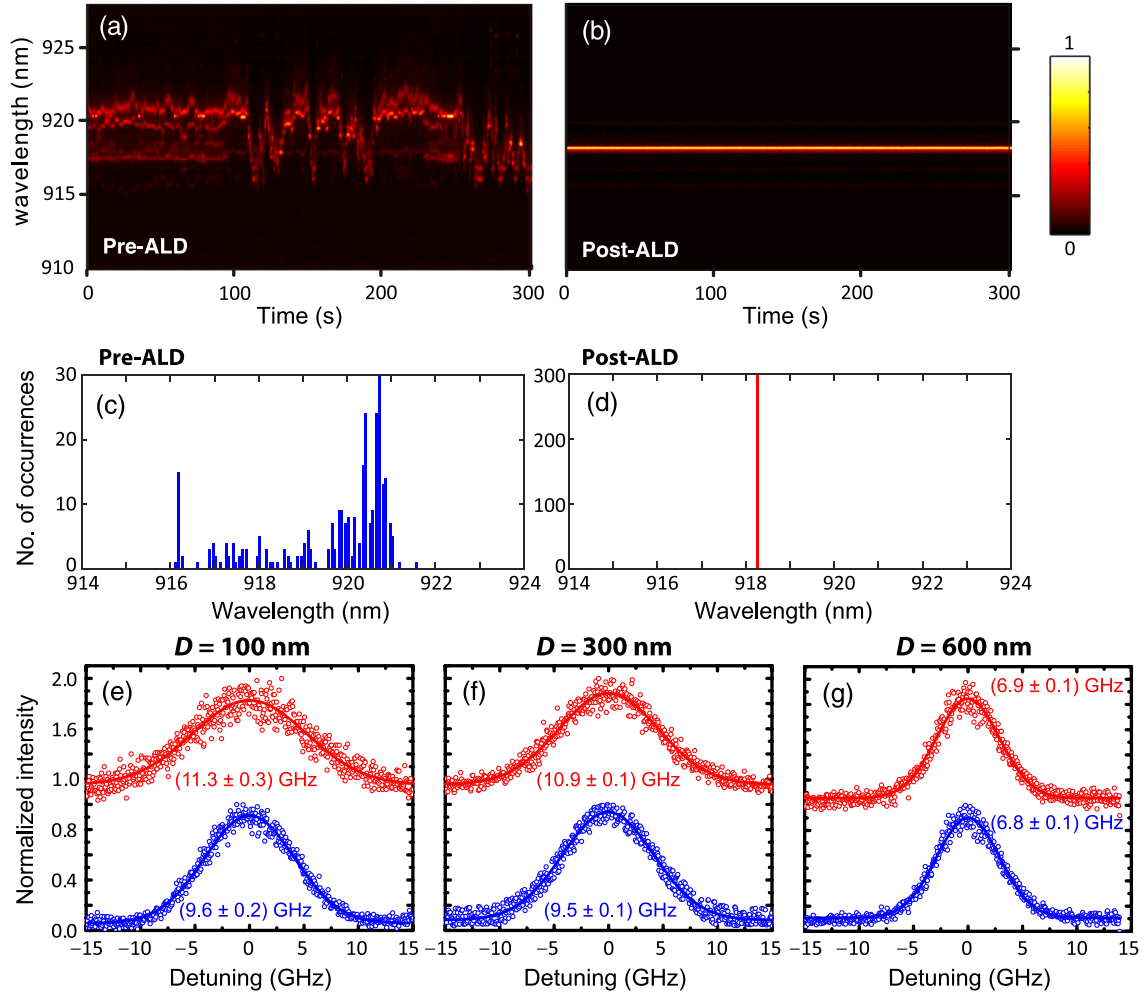 (a)
(b)
wavelength (nm)
925
920
915
910
Pre-ALD
Post-ALD
1
0
0 100 200 300
100 200 300
Time (s)
Time (s)
Pre-ALD
Post-ALD
No. of occurrences
30
20
10
0
(c)
300
200
100
0
(d)
914 916 918 920 922 924
914 916 918 920 922 924
Wavelength (nm)
Wavelength (nm)
D = 100 nm
D = 300 nm
D = 600 nm
Normalized intensity
2.0
1.6
1.0
0.8
0.4
0.0
(e)
(11.3 ± 0.3) GHz
(9.6 ± 0.2) GHz
(f)
(10.9 ± 0.1) GHz
(9.5 ± 0.1) GHz
(g)
(6.9 ± 0.1) GHz
(6.8 ± 0.1) GHz
−15 −10 −5 0 5 10 15
−15 −10 −5 0 5 10 15
−15 −10 −5 0 5 10 15
Detuning (GHz)
Detuning (GHz)
Detuning (GHz)